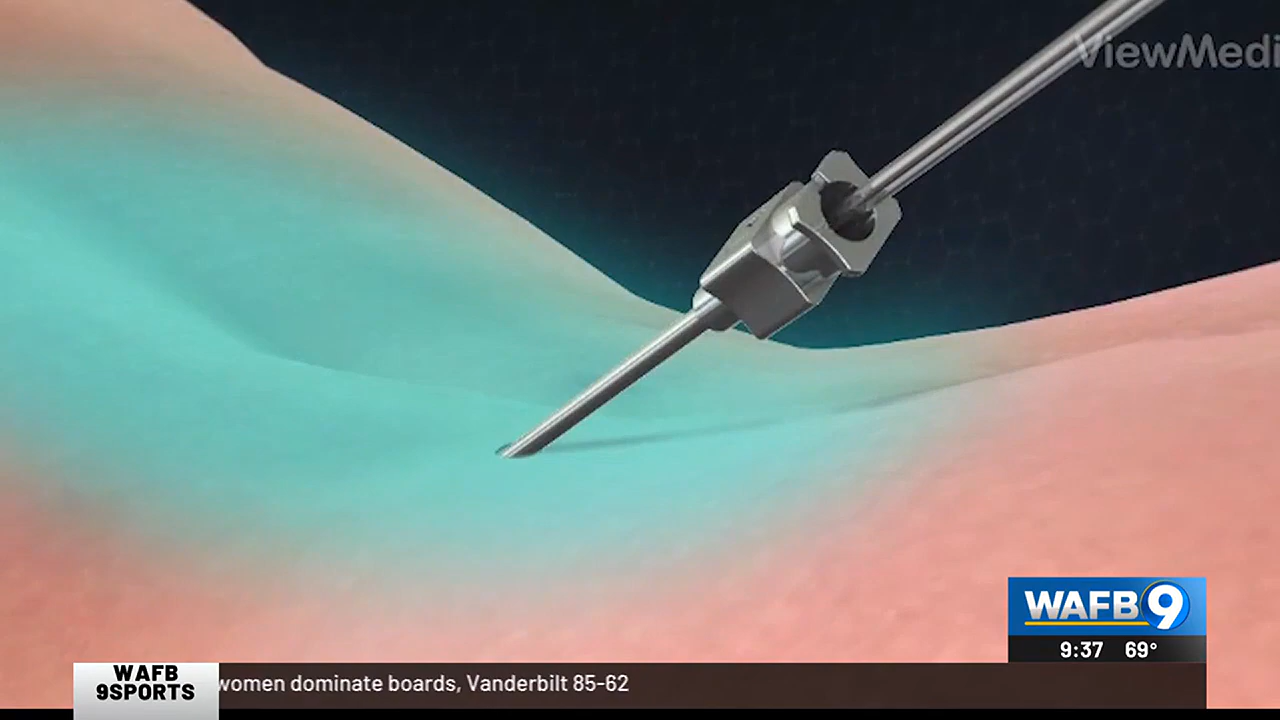 ViewMedi
WAFB 9
9:37 69°
WAFB
9SPORTS
women dominate boards, Vanderbilt 85-62